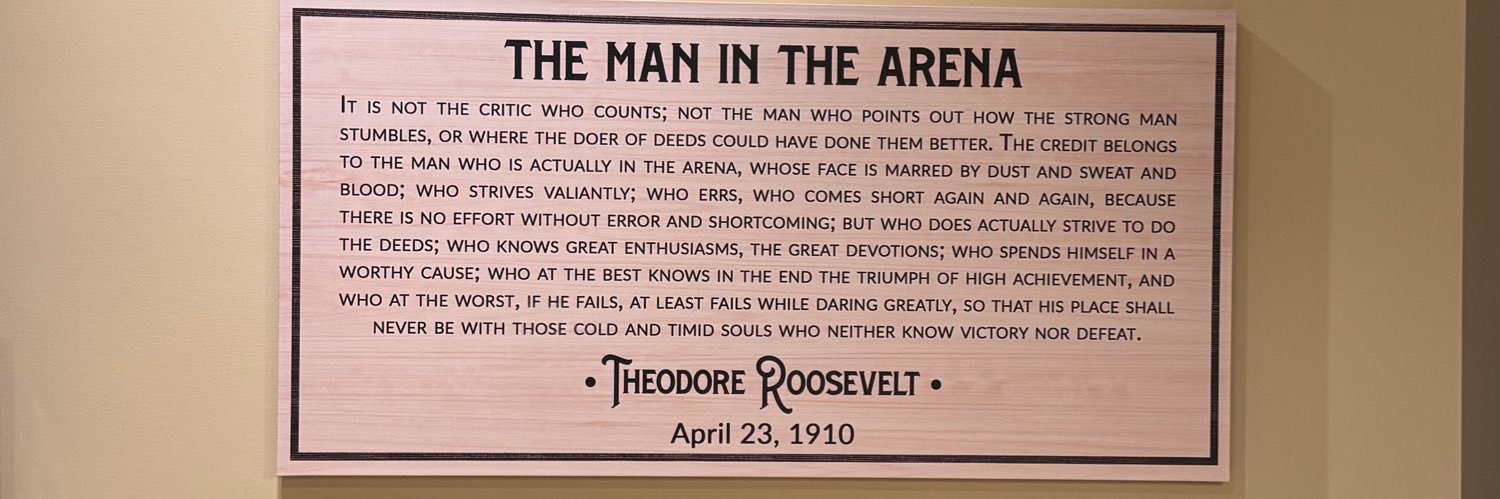 THE MAN IN THE ARENA
IT IS NOT THE CRITIC WHO COUNTS; NOT THE MAN WHO POINTS OUT HOW THE STRONG MAN
STUMBLES, OR WHERE THE DOER OF DEEDS COULD HAVE DONE THEM BETTER. THE CREDIT BELONGS
TO THE MAN WHO IS ACTUALLY IN THE ARENA, WHOSE FACE IS MARRED BY DUST AND SWEAT AND
BLOOD; WHO STRIVES VALIANTLY; WHO ERRS, WHO COMES SHORT AGAIN AND AGAIN, BECAUSE
THERE IS NO EFFORT WITHOUT ERROR AND SHORTCOMING; BUT WHO DOES ACTUALLY STRIVE TO DO
THE DEEDS; WHO KNOWS GREAT ENTHUSIASMS, THE GREAT DEVOTIONS; WHO SPENDS HIMSELF IN A
WORTHY CAUSE; WHO AT THE BEST KNOWS IN THE END THE TRIUMPH OF HIGH ACHIEVEMENT, AND
WHO AT THE WORST, IF HE FAILS, AT LEAST FAILS WHILE DARING GREATLY, SO THAT HIS PLACE SHALL
NEVER BE WITH THOSE COLD AND TIMID SOULS WHO NEITHER KNOW VICTORY NOR DEFEAT.
• THEODORE ROOSEVELT •
April 23, 1910